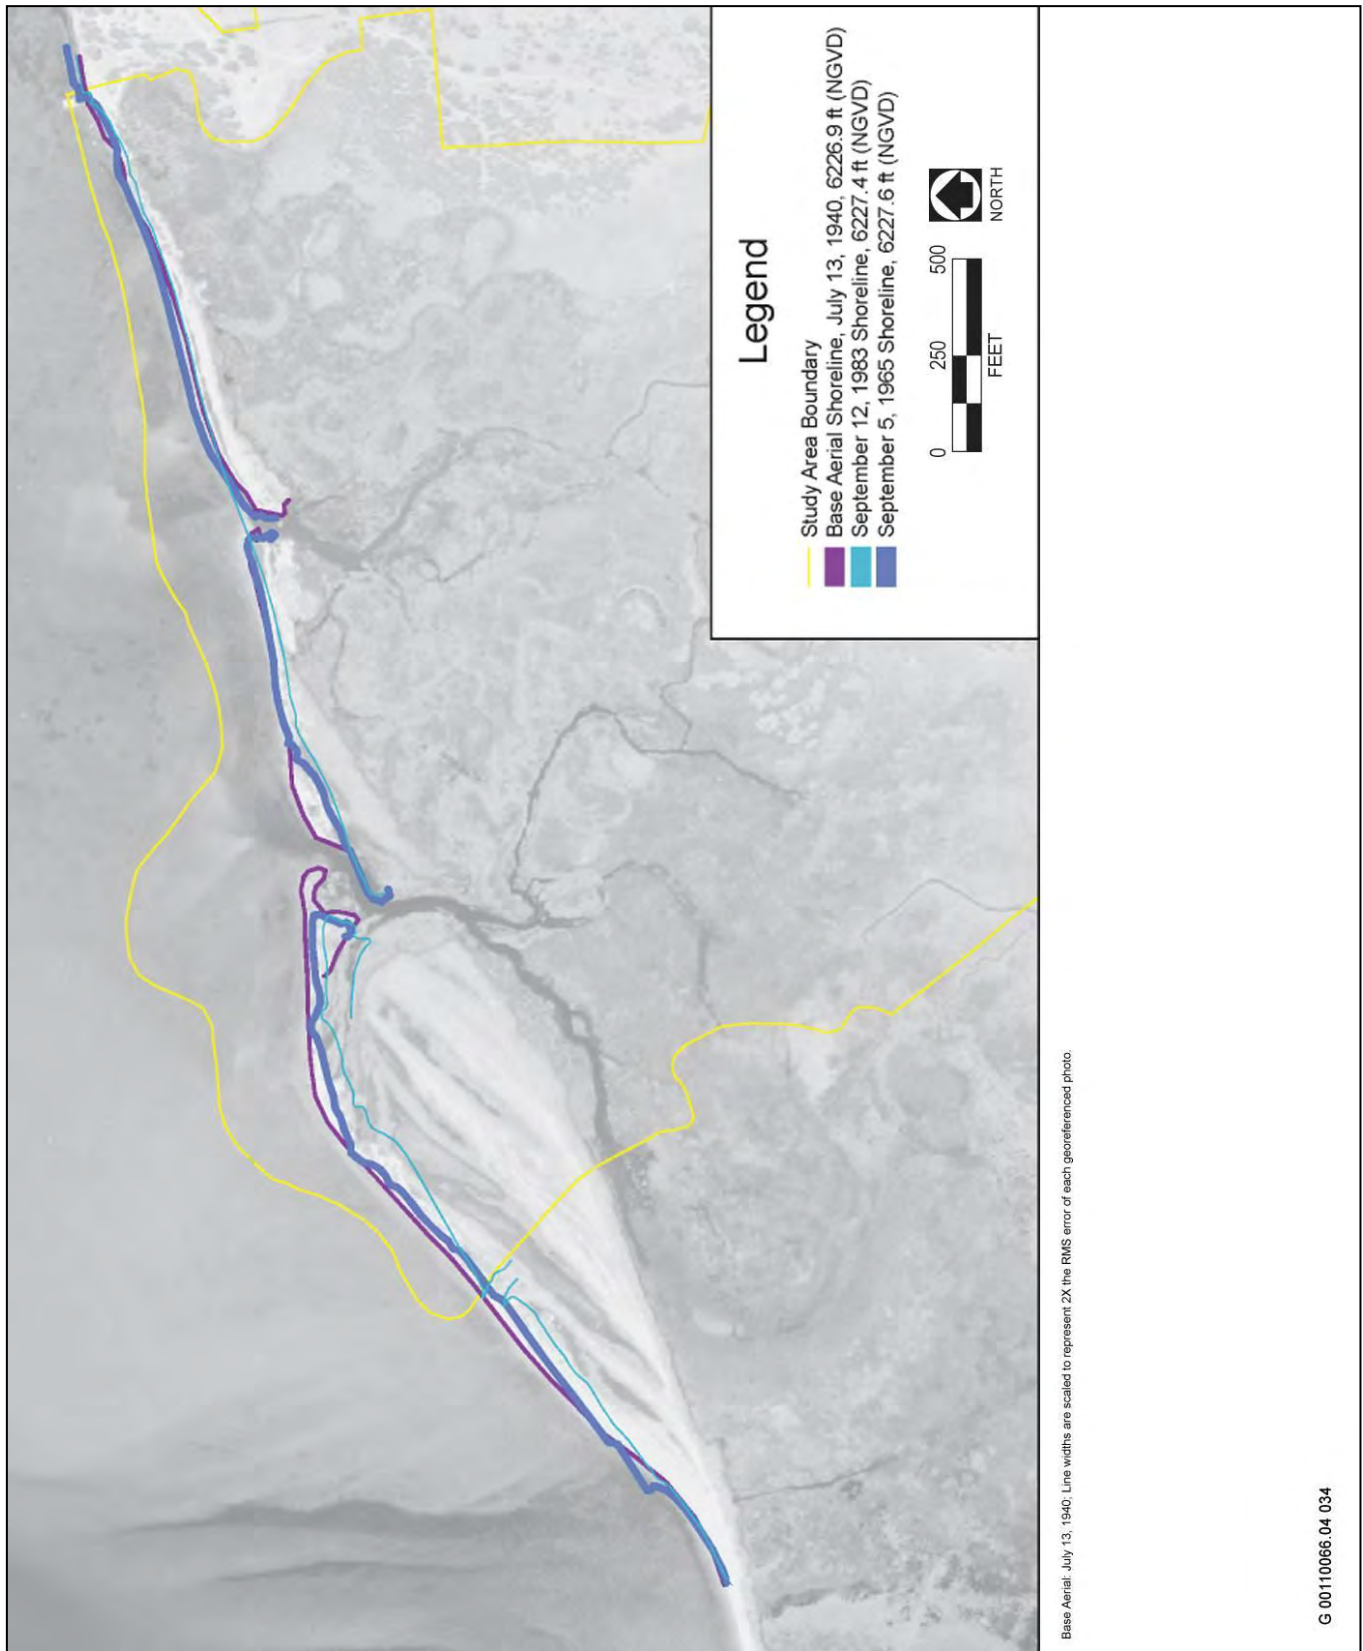 Legend
Study Area Boundary
Base Aerial Shoreline, July 13, 1940, 6226.9 ft (NGVD)
September 12, 1983 Shoreline, 6227.4 ft (NGVD)
September 5, 1965 Shoreline, 6227.6 ft (NGVD)
0 250 500
FEET
NORTH
Base Aerial: July 13, 1940; Line widths are scaled to represent 2X the RMS error of each georeferenced photo.
G 00110066.04 034